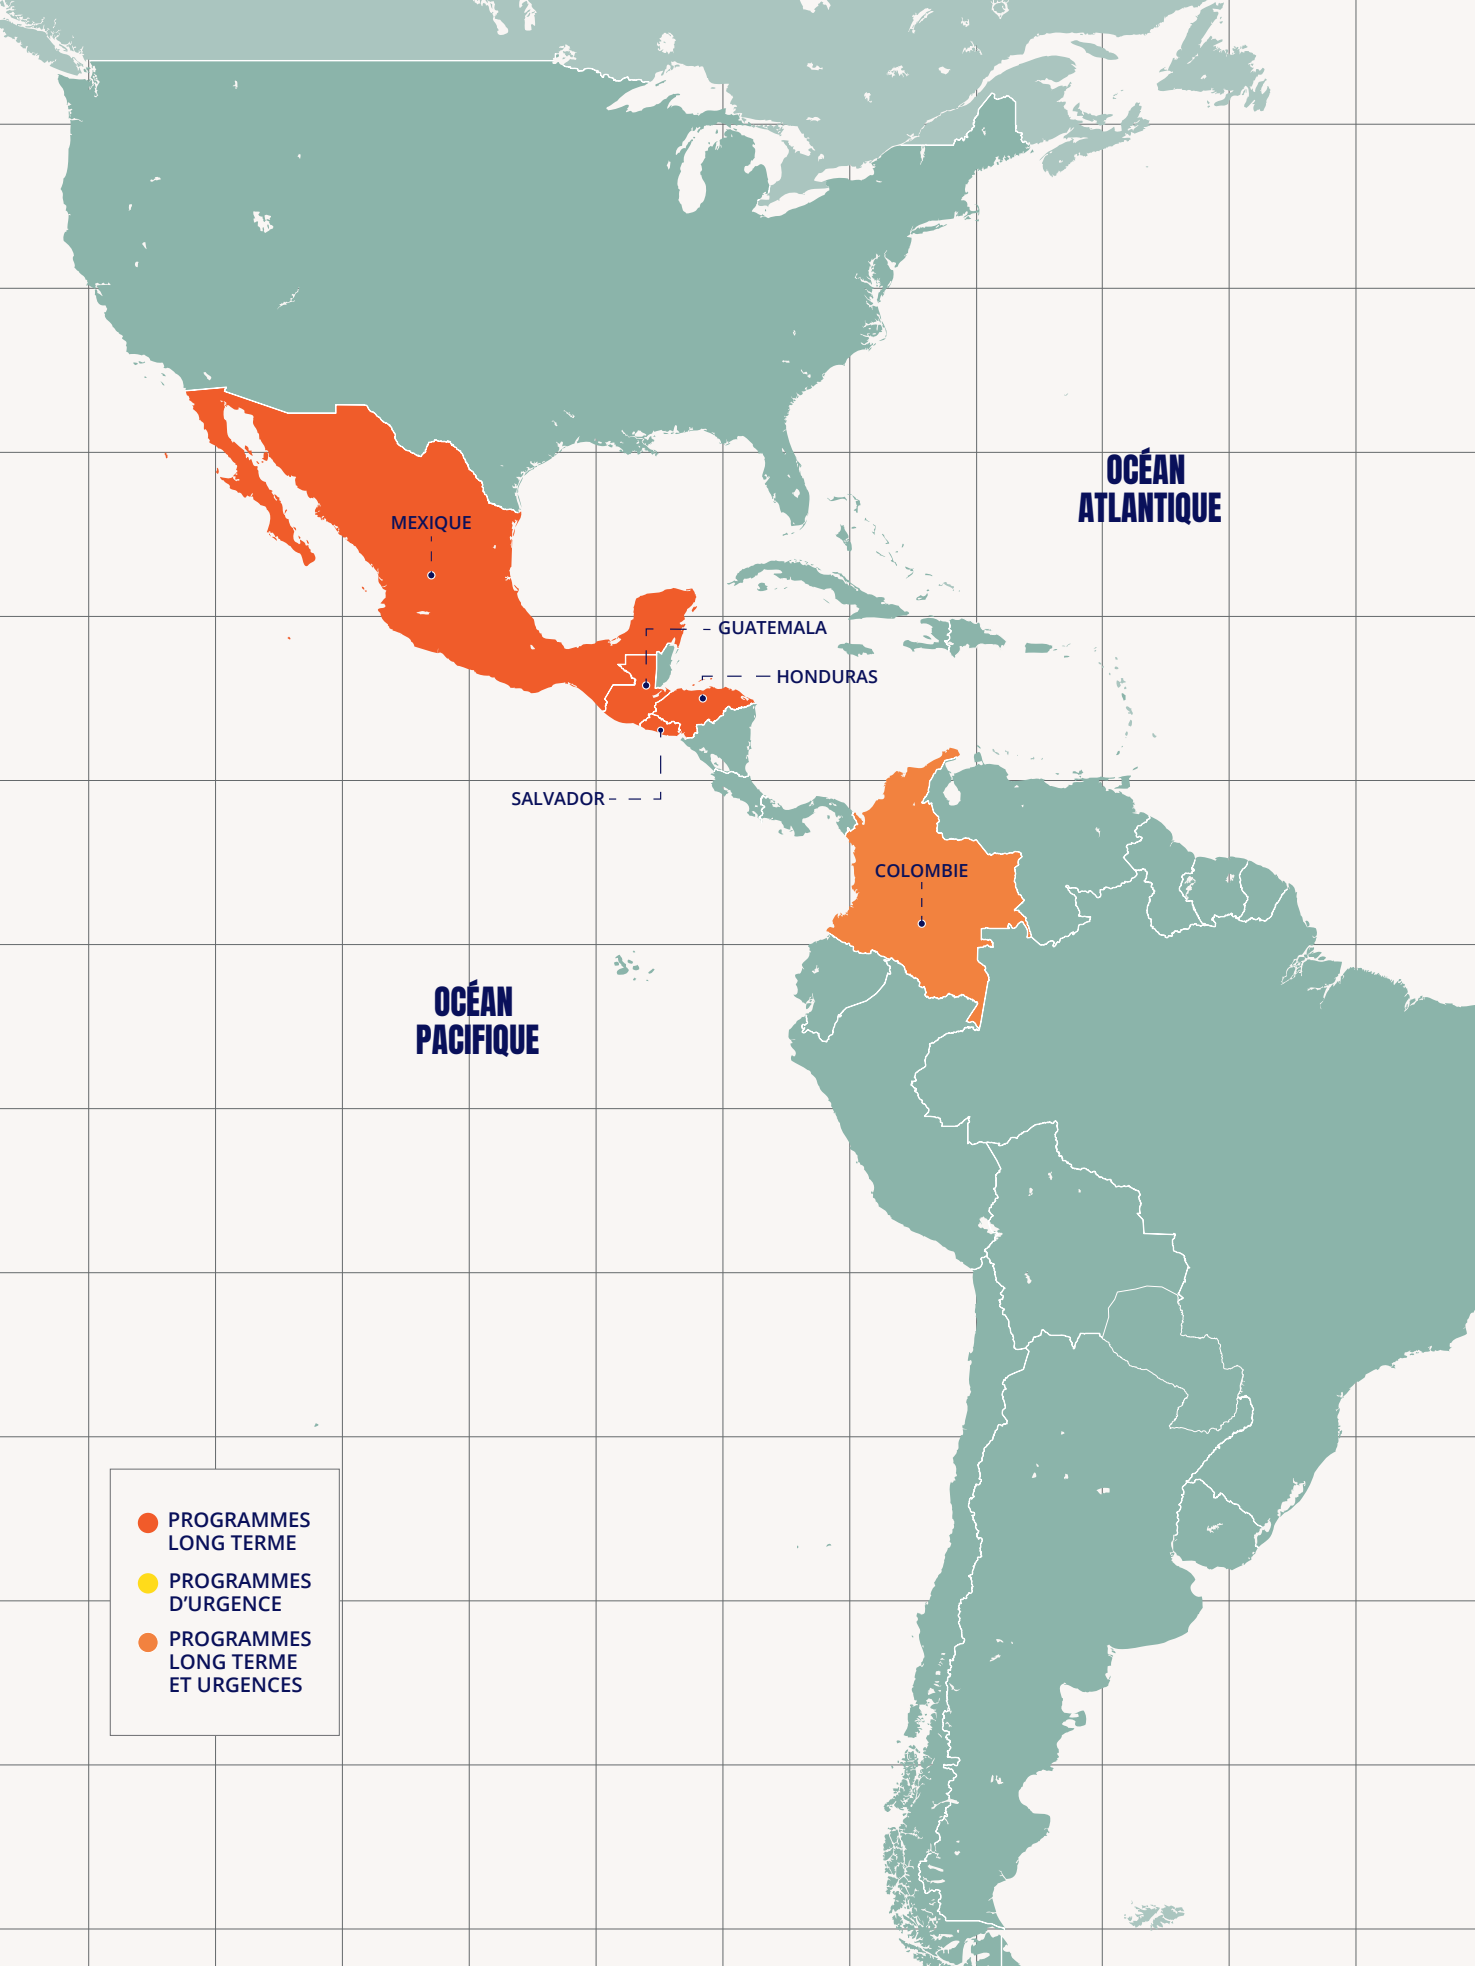 OCÉAN
ATLANTIQUE
MEXIQUE
GUATEMALA
HONDURAS
SALVADOR
COLOMBIE
OCÉAN
PACIFIQUE
PROGRAMMES
LONG TERME
PROGRAMMES
D’URGENCE
PROGRAMMES
LONG TERME
ET URGENCES